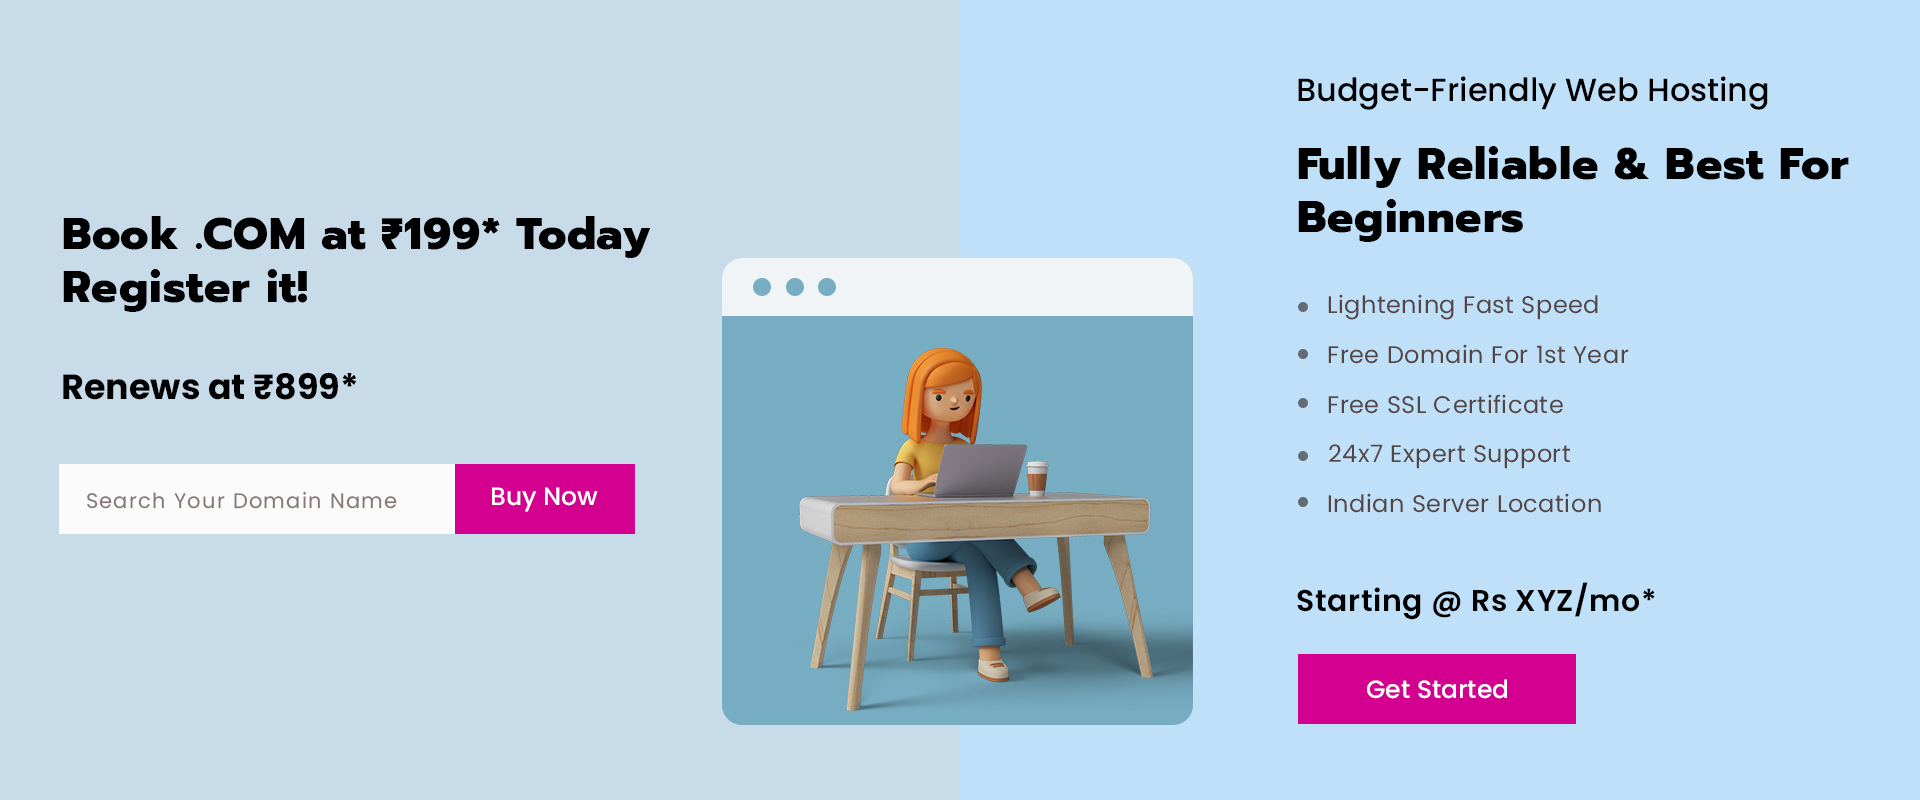 Book .COM at ₹199* Today
Register it!
Renews at ₹899*
Search Your Domain Name
Buy Now
Budget-Friendly Web Hosting
Fully Reliable & Best For
Beginners
Lightening Fast Speed
Free Domain For 1st Year
Free SSL Certificate
24x7 Expert Support
Indian Server Location
Starting @ Rs XYZ/mo*
Get Started